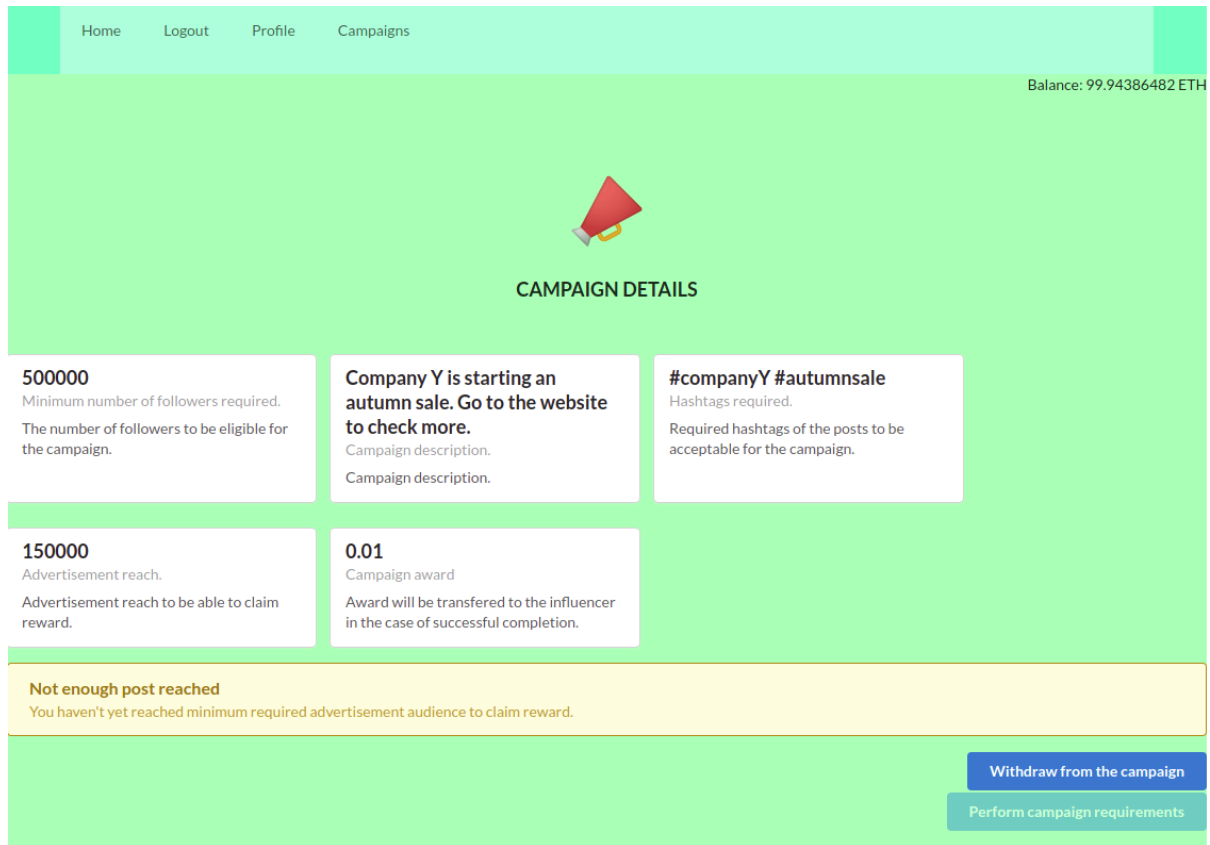 Home Logout Profile Campaigns
Balance: 99.94386482 ETH
CAMPAIGN DETAILS
500000
Minimum number of followers required.
The number of followers to be eligible for
the campaign.
Company Y is starting an
autumn sale. Go to the website
to check more.
Campaign description.
Campaign description.
#companyY #autumnsale
Hashtags required.
Required hashtags of the posts to be
acceptable for the campaign.
150000
Advertisement reach.
Advertisement reach to be able to claim
reward.
0.01
Campaign award
Award will be transfered to the influencer
in the case of successful completion.
Not enough post reached
You haven't yet reached minimum required advertisement audience to claim reward.
Withdraw from the campaign
Perform campaign requirements